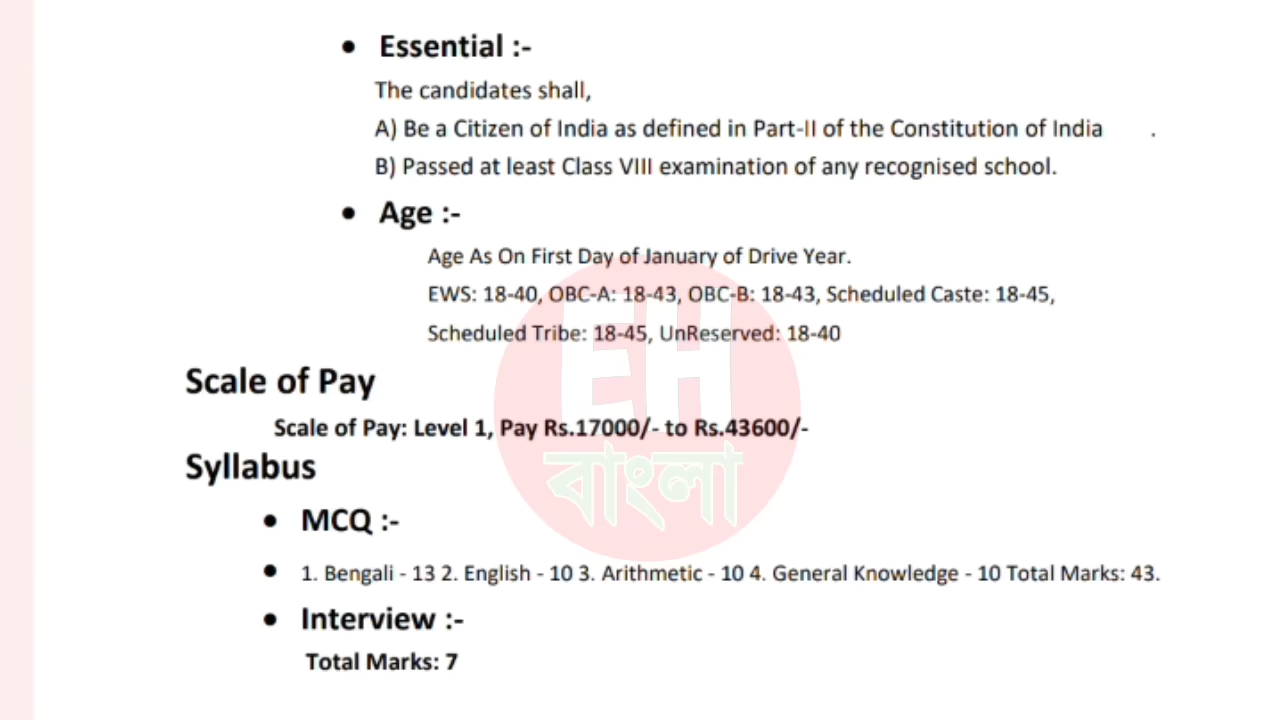 • Essential :-
The candidates shall,
A) Be a Citizen of India as defined in Part-II of the Constitution of India .
B) Passed at least Class VIII examination of any recognised school.
• Age :-
Age As On First Day of January of Drive Year.
EWS: 18-40, OBC-A: 18-43, OBC-B: 18-43, Scheduled Caste: 18-45,
Scheduled Tribe: 18-45, UnReserved: 18-40
Scale of Pay
Scale of Pay: Level 1, Pay Rs.17000/- to Rs.43600/-
Syllabus
• MCQ :-
• 1. Bengali - 13 2. English - 10 3. Arithmetic - 10 4. General Knowledge - 10 Total Marks: 43.
• Interview :-
Total Marks: 7
EH
বাংলা